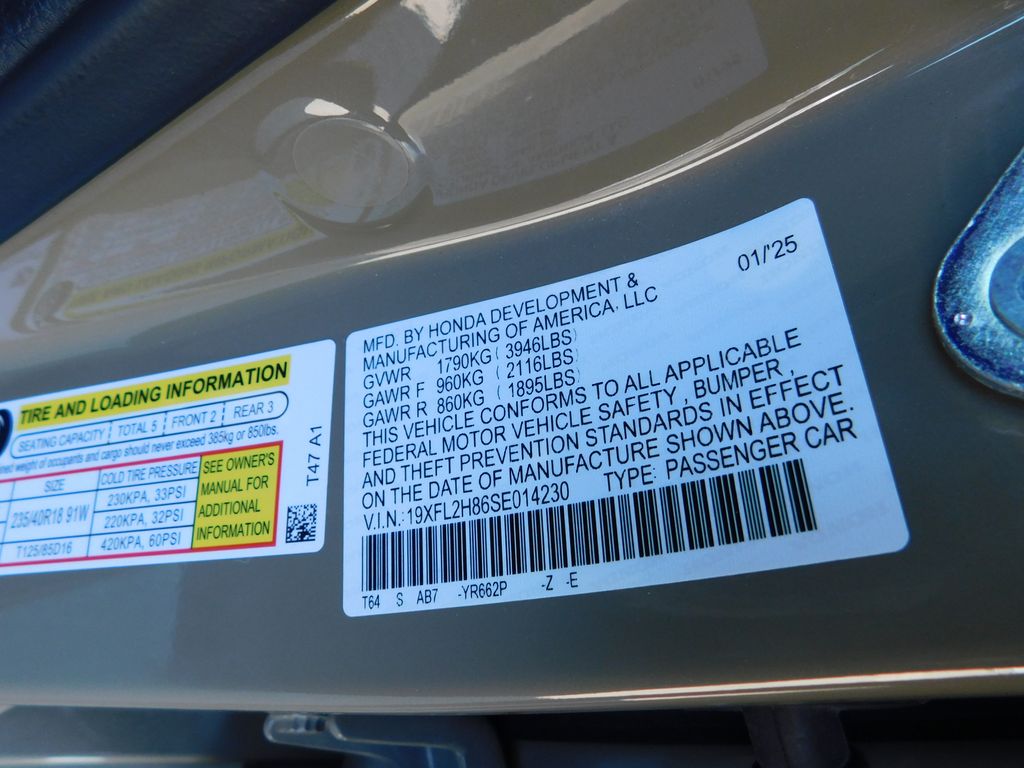 TIRE AND LOADING INFORMATION
SEATING CAPACITY TOTAL 5 FRONT 2 REAR 3
weight of occupants and cargo should never exceed 385kg or 850lbs.
SIZE COLD TIRE PRESSURE SEE OWNER'S MANUAL FOR ADDITIONAL INFORMATION
235/40R18 91W 230KPA, 33PSI
220KPA, 32PSI
T125/85D16 420KPA, 60PSI
T47 A1
MFD. BY HONDA DEVELOPMENT & 01/'25
MANUFACTURING OF AMERICA, LLC
GVWR 1790KG ( 3946LBS)
GAWR F 960KG ( 2116LBS)
GAWR R 860KG ( 1895LBS)
THIS VEHICLE CONFORMS TO ALL APPLICABLE
FEDERAL MOTOR VEHICLE SAFETY , BUMPER ,
AND THEFT PREVENTION STANDARDS IN EFFECT
ON THE DATE OF MANUFACTURE SHOWN ABOVE.
V.I.N.:19XFL2H86SE014230 TYPE: PASSENGER CAR
T64 S AB7 -YR662P -Z -E